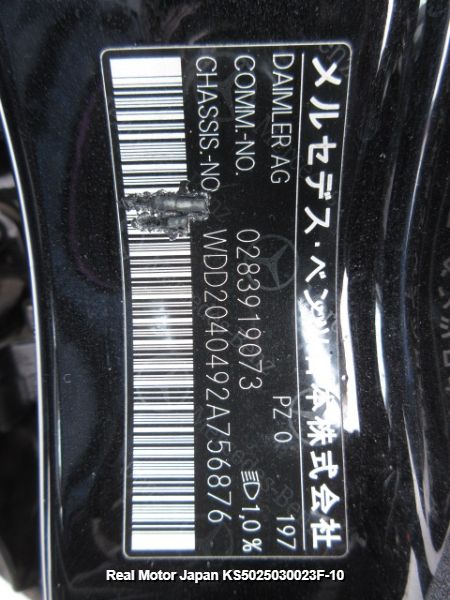 メルセデス・ベンツ日本株式会社
DAIMLER AG 197
COMM.-NO. 0283919073 PZ 0 1,0 %
CHASSIS.-NO. WDD2040492A756876
Real Motor Japan KS5025030023F-10